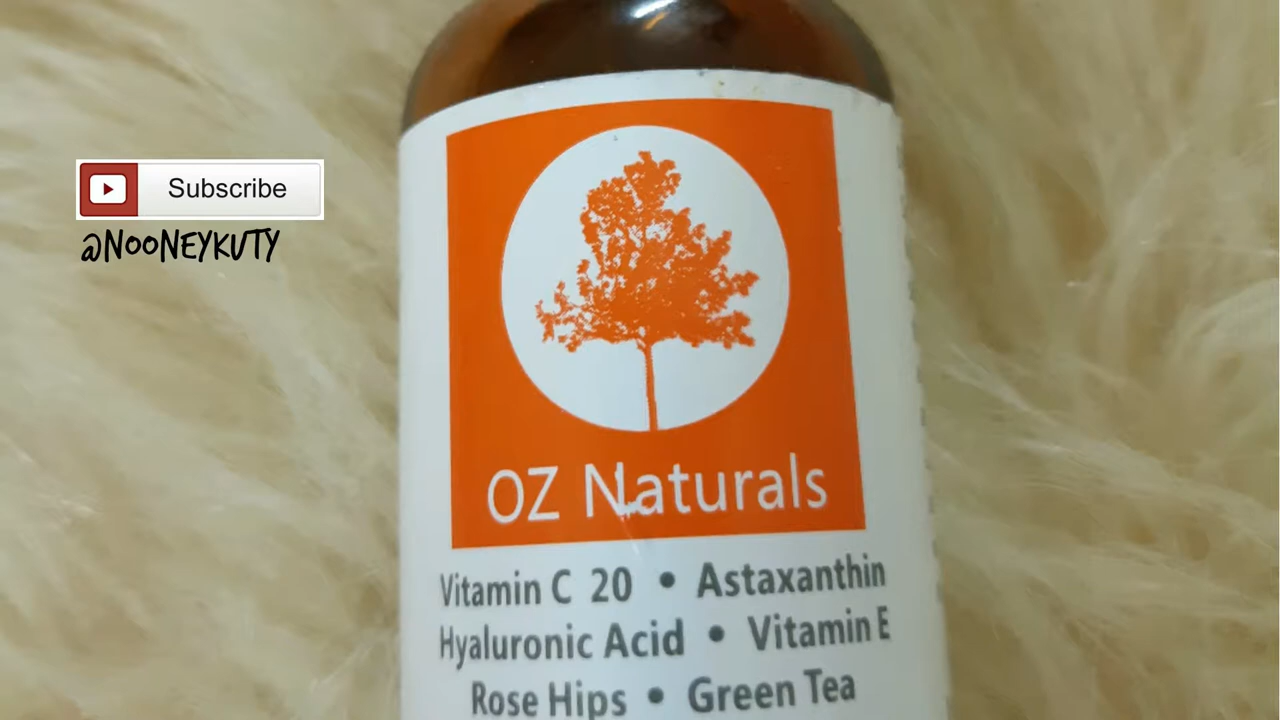 Subscribe
@NOONEYKUTY
OZ Naturals
Vitamin C 20 • Astaxanthin
Hyaluronic Acid • Vitamin E
Rose Hips • Green Tea